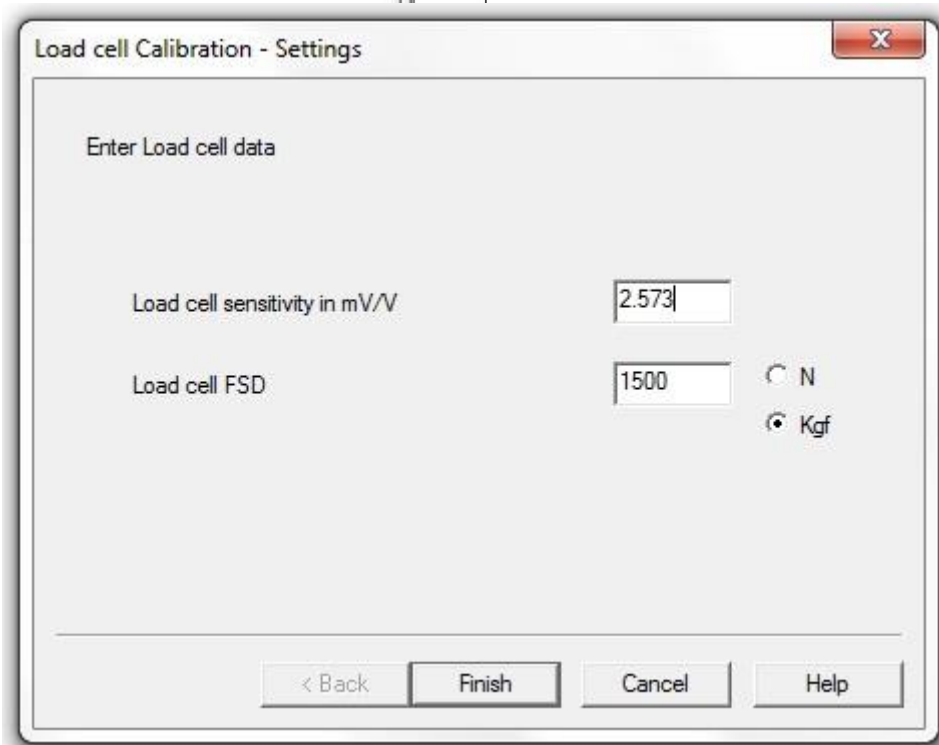 Load cell Calibration - Settings
Enter Load cell data
Load cell sensitivity in mV/V 2.573
Load cell FSD 1500 N
Kgf
< Back Finish Cancel Help